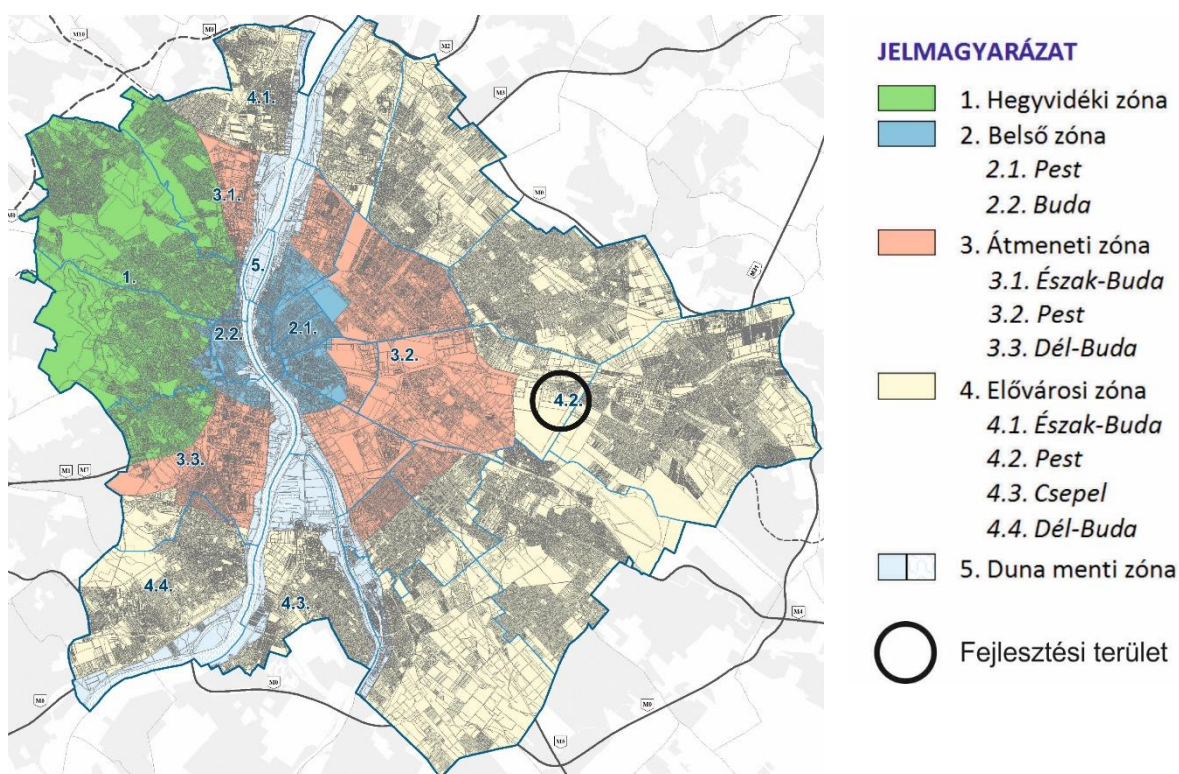 M10
M0
M2
M3
M0
M0
M31
M1 M7
M4
M0
M0
M0
M5
4.1.
3.1.
5.
1.
2.2.
2.1.
3.2.
4.2.
3.3.
4.4.
4.3.
JELMAGYARÁZAT
1. Hegyvidéki zóna
2. Belső zóna
2.1. Pest
2.2. Buda
3. Átmeneti zóna
3.1. Észak-Buda
3.2. Pest
3.3. Dél-Buda
4. Elővárosi zóna
4.1. Észak-Buda
4.2. Pest
4.3. Csepel
4.4. Dél-Buda
5. Duna menti zóna
Fejlesztési terület